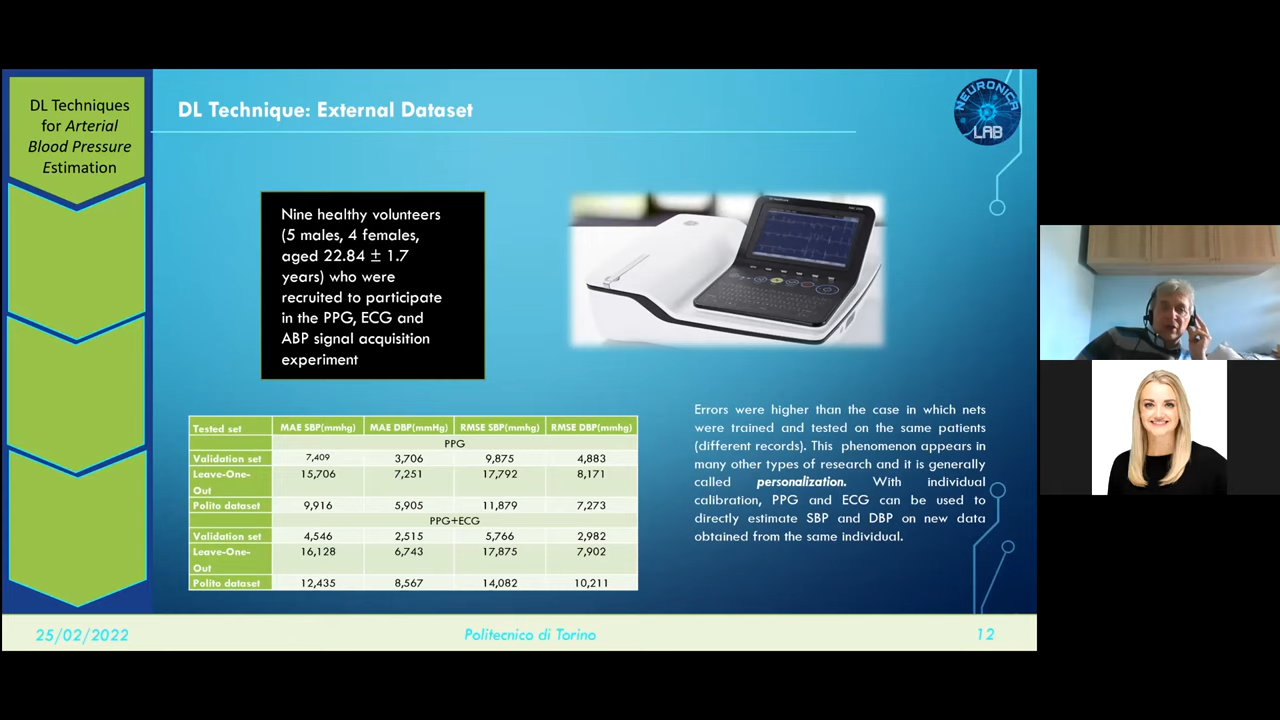 DL Techniques
for Arterial
Blood Pressure
Estimation
DL Technique: External Dataset
NEURONICA
LAB
Nine healthy volunteers
(5 males, 4 females,
aged 22.84 ± 1.7
years) who were
recruited to participate
in the PPG, ECG and
ABP signal acquisition
experiment
Tested set MAE SBP(mmhg) MAE DBP(mmHg) RMSE SBP(mmhg) RMSE DBP(mmHg)
PPG
Validation set 7,409 3,706 9,875 4,883
Leave-One-
Out 15,706 7,251 17,792 8,171
Polito dataset 9,916 5,905 11,879 7,273
PPG+ECG
Validation set 4,546 2,515 5,766 2,982
Leave-One-
Out 16,128 6,743 17,875 7,902
Polito dataset 12,435 8,567 14,082 10,211
Errors were higher than the case in which nets
were trained and tested on the same patients
(different records). This phenomenon appears in
many other types of research and it is generally
called personalization. With individual
calibration, PPG and ECG can be used to
directly estimate SBP and DBP on new data
obtained from the same individual.
25/02/2022
Politecnico di Torino
12